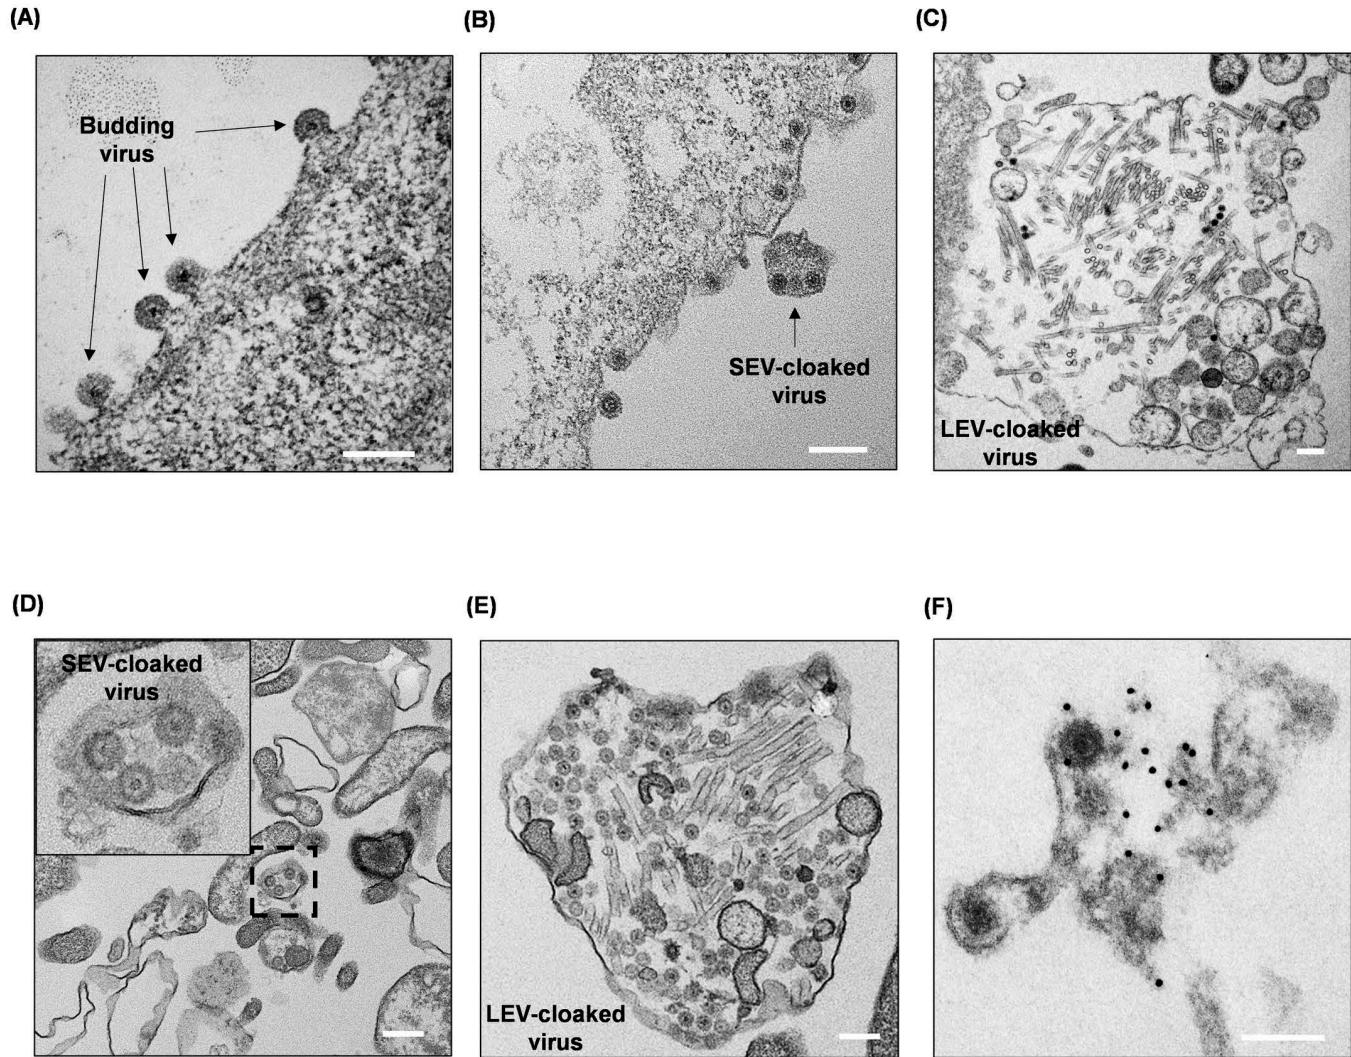 (A)
Budding
virus
(B)
SEV-cloaked
virus
(C)
LEV-cloaked
virus
(D)
SEV-cloaked
virus
(E)
LEV-cloaked
virus
(F)